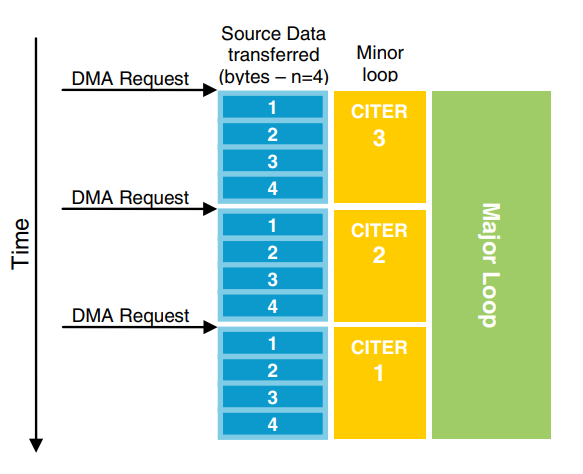 Source Data
transferred
(bytes – n=4)
Minor
loop
DMA Request
1
2
3
4
CITER
3
DMA Request
1
2
3
4
CITER
2
DMA Request
1
2
3
4
CITER
1
Major Loop
Time